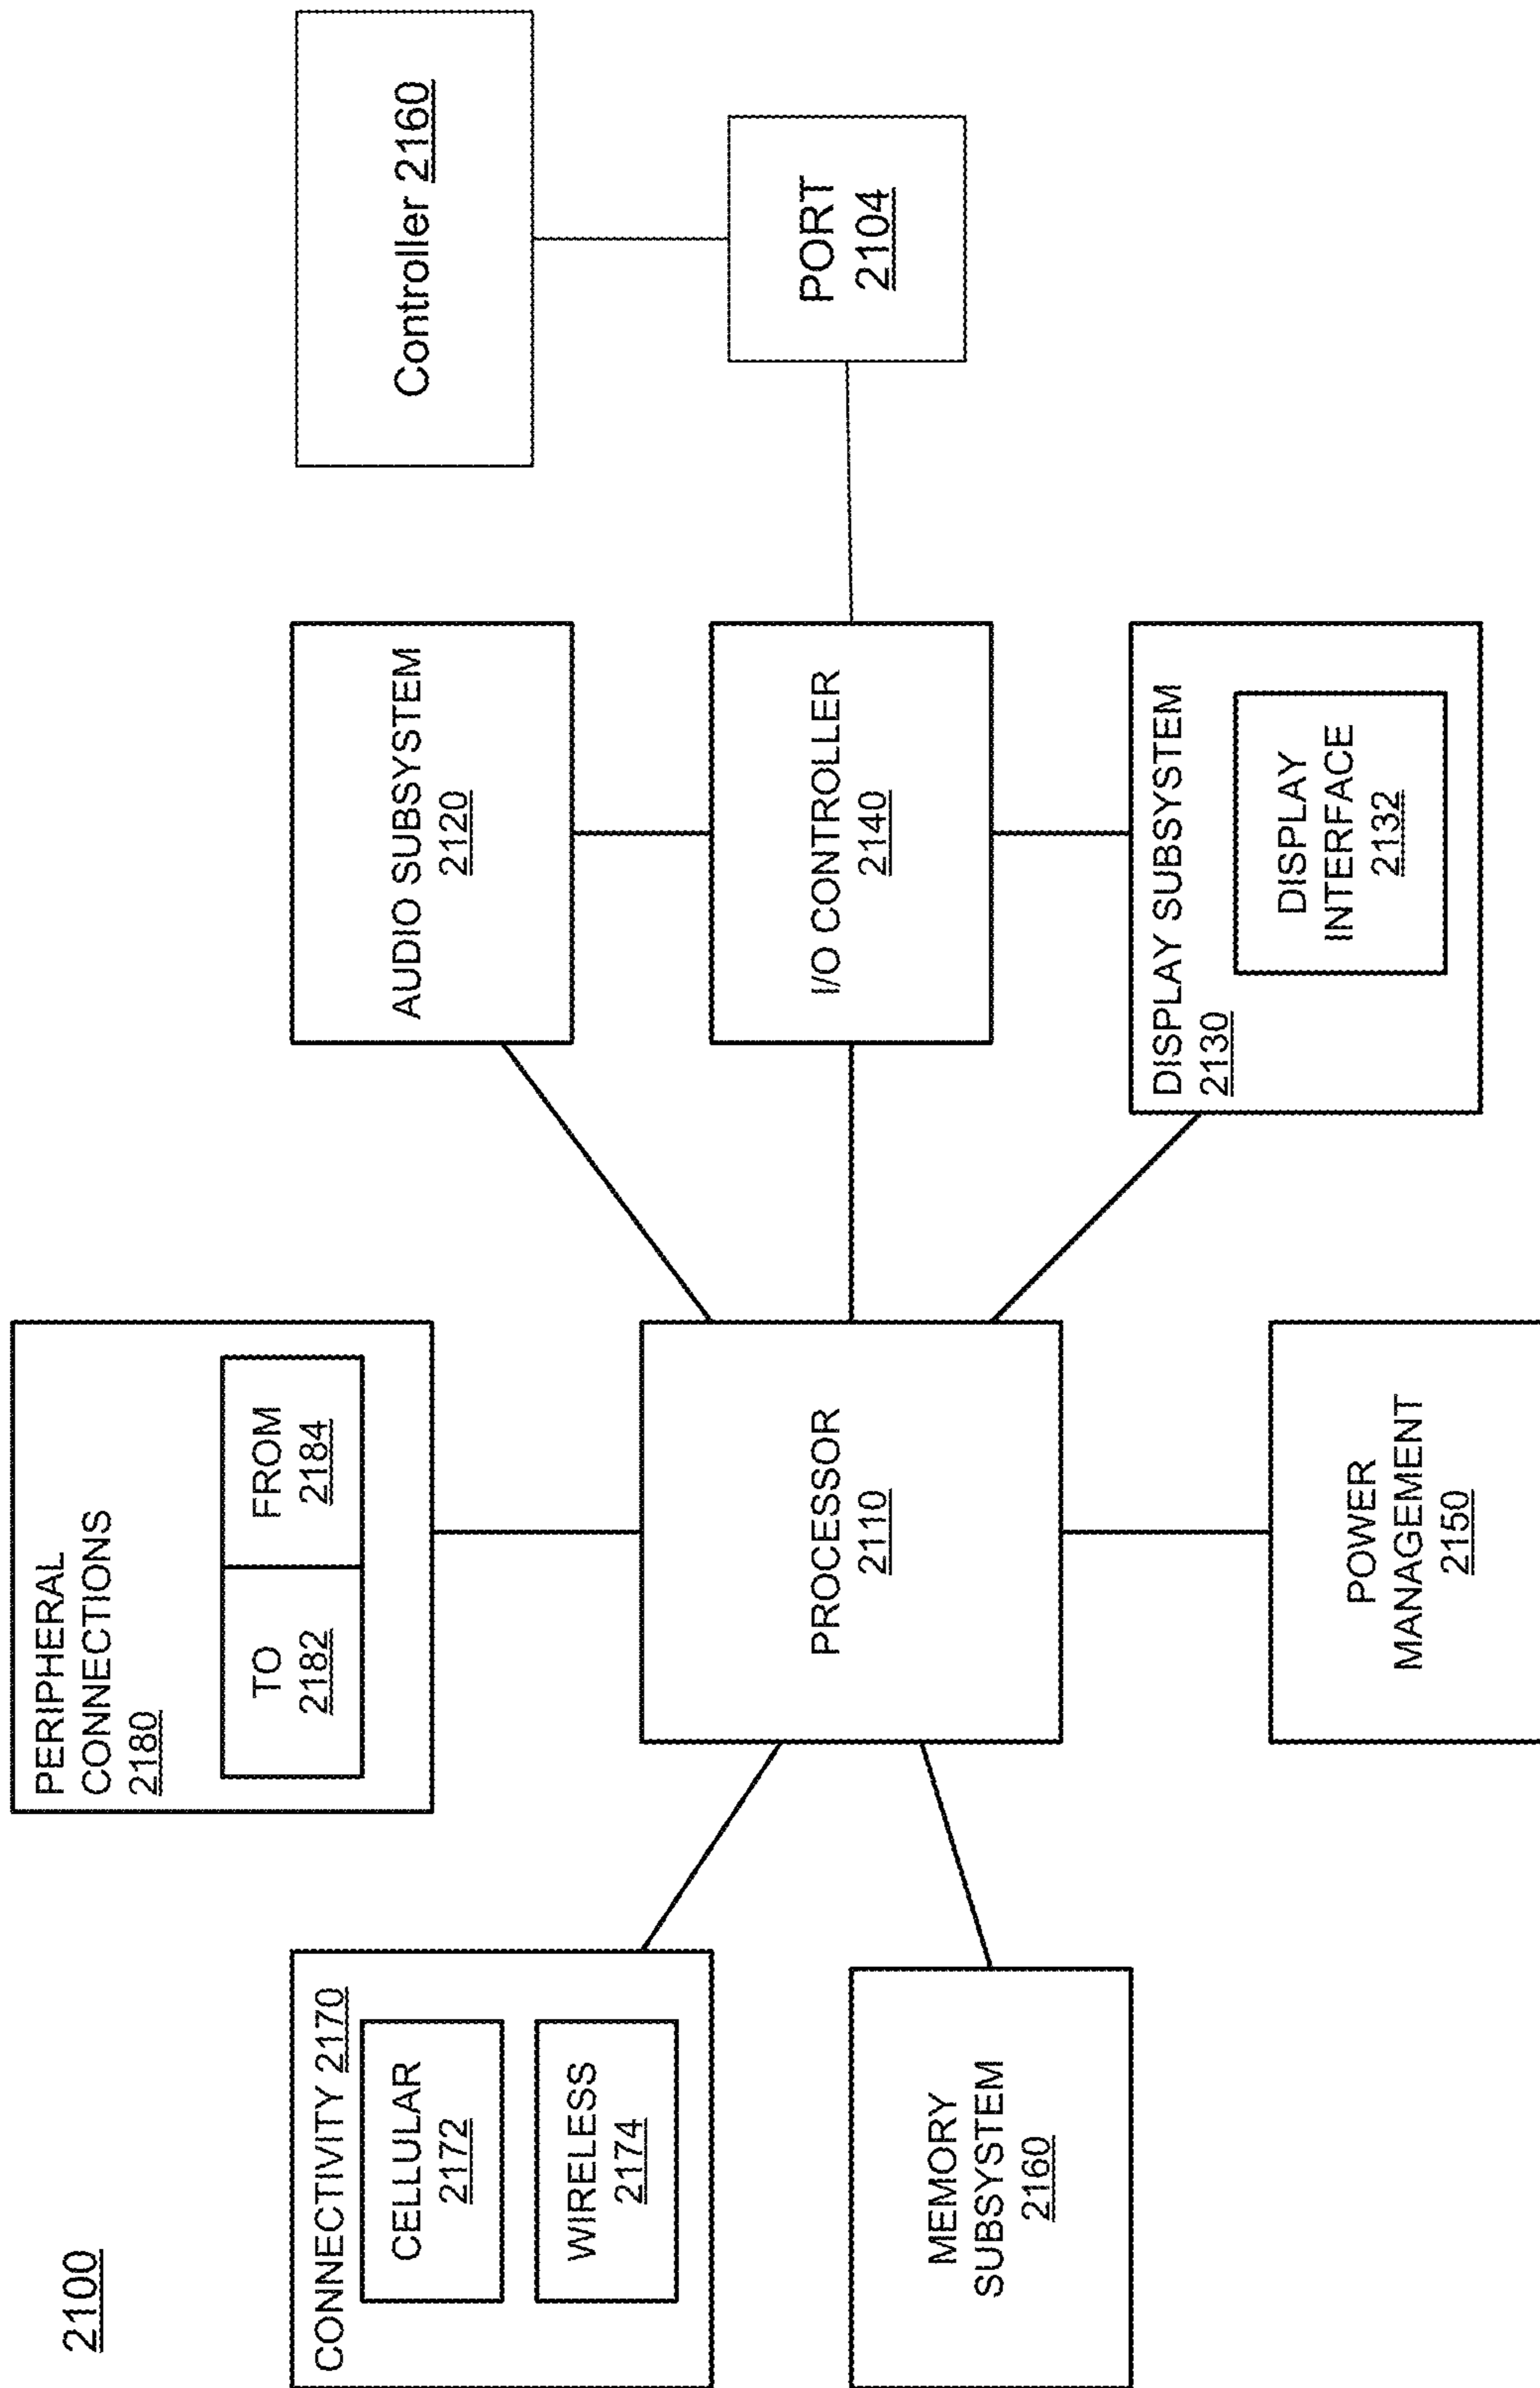 2100
PERIPHERAL
CONNECTIONS
2180
TO
2182
FROM
2184
CONNECTIVITY 2170
CELLULAR
2172
WIRELESS
2174
AUDIO SUBSYSTEM
2120
Controller 2160
PROCESSOR
2110
I/O CONTROLLER
2140
PORT
2104
MEMORY
SUBSYSTEM
2160
DISPLAY SUBSYSTEM
2130
DISPLAY
INTERFACE
2132
POWER
MANAGEMENT
2150